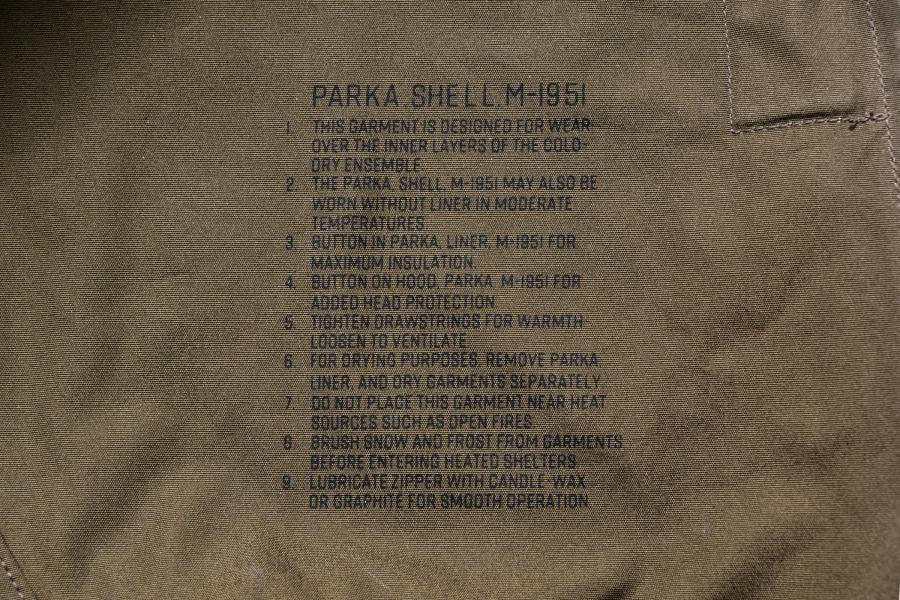 PARKA. SHELL. M-1951
1. THIS GARMENT IS DESIGNED FOR WEAR
OVER THE INNER LAYERS OF THE COLD-
DRY ENSEMBLE
2. THE PARKA, SHELL, M-1951 MAY ALSO BE
WORN WITHOUT LINER IN MODERATE
TEMPERATURES
3. BUTTON IN PARKA, LINER, M-1951 FOR
MAXIMUM INSULATION.
4. BUTTON ON HOOD, PARKA, M-1951 FOR
ADDED HEAD PROTECTION.
5. TIGHTEN DRAWSTRINGS FOR WARMTH-
LOOSEN TO VENTILATE
6. FOR DRYING PURPOSES, REMOVE PARKA,
LINER, AND DRY GARMENTS SEPARATELY.
7. DO NOT PLACE THIS GARMENT NEAR HEAT
SOURCES SUCH AS OPEN FIRES.
8. BRUSH SNOW AND FROST FROM GARMENTS
BEFORE ENTERING HEATED SHELTERS
9. LUBRICATE ZIPPER WITH CANDLE-WAX
OR GRAPHITE FOR SMOOTH OPERATION.